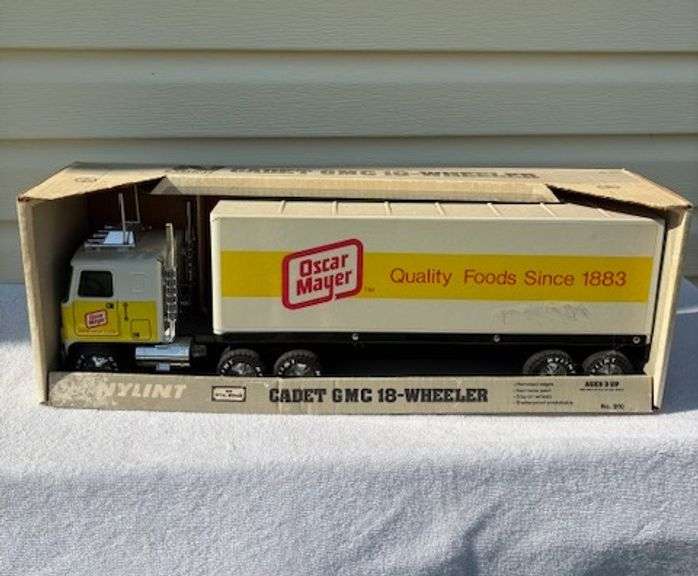 CADET GMC 18-WHEELER
Oscar
Mayer
TM
Quality Foods Since 1883
Oscar
Mayer
NYLINT
CADET GMC 18-WHEELER
AGES 3 UP